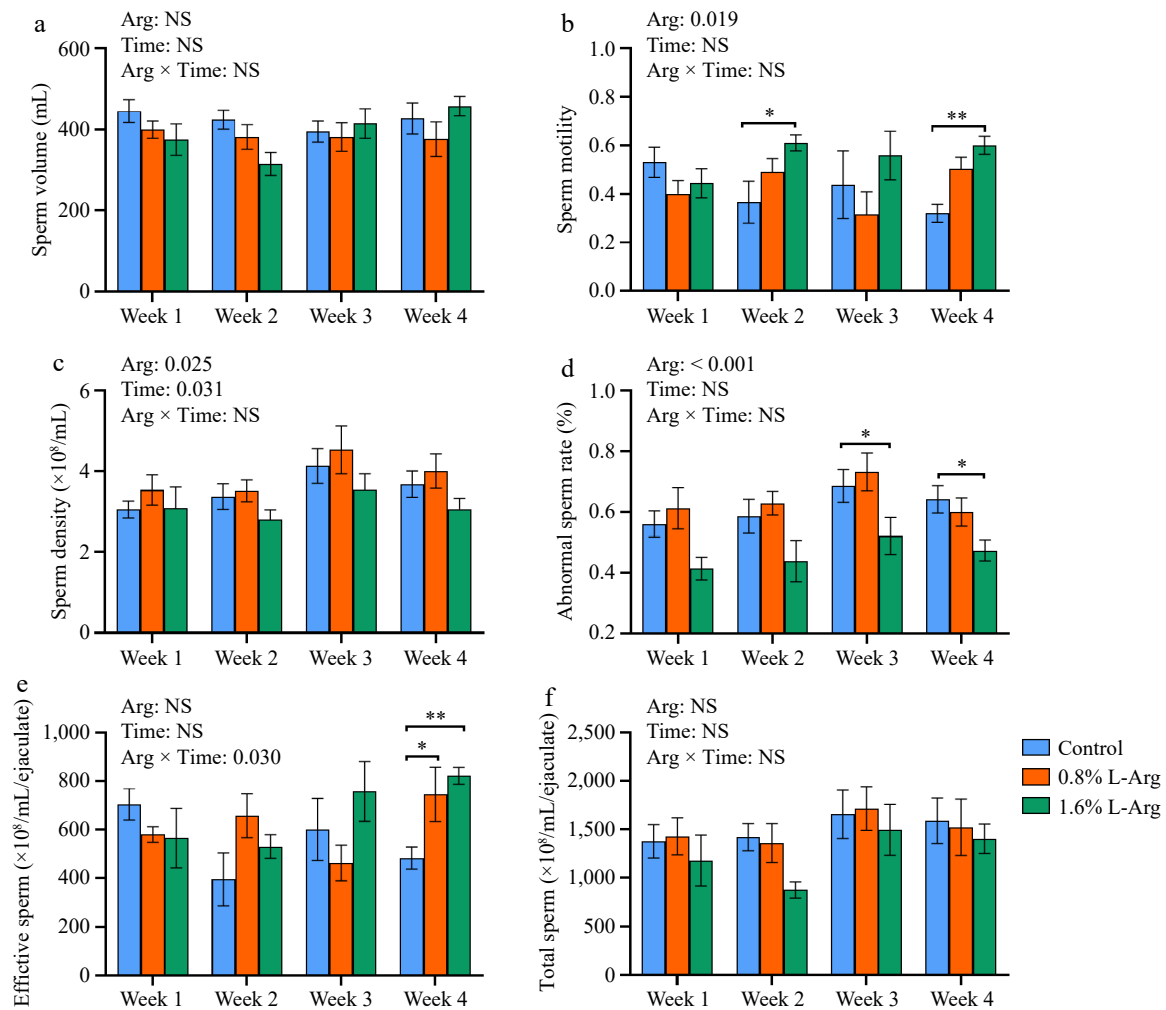 a
Arg: NS
Time: NS
Arg × Time: NS
Sperm volume (mL)
600
400
200
0
Week 1 Week 2 Week 3 Week 4
b
Arg: 0.019
Time: NS
Arg × Time: NS
Sperm motility
1.0
0.8
0.6
0.4
0.2
0.0
* **
Week 1 Week 2 Week 3 Week 4
c
Arg: 0.025
Time: 0.031
Arg × Time: NS
Sperm density (×10⁸/mL)
6
4
2
0
Week 1 Week 2 Week 3 Week 4
d
Arg: < 0.001
Time: NS
Arg × Time: NS
Abnormal sperm rate (%)
1.0
0.8
0.6
0.4
0.2
* *
Week 1 Week 2 Week 3 Week 4
e
Arg: NS
Time: NS
Arg × Time: 0.030
Effictive sperm (×10⁸/mL/ejaculate)
1,000
800
600
400
200
0
**
*
Week 1 Week 2 Week 3 Week 4
f
Arg: NS
Time: NS
Arg × Time: NS
Total sperm (×10⁸/mL/ejaculate)
2,500
2,000
1,500
1,000
500
0
Week 1 Week 2 Week 3 Week 4
Control
0.8% L-Arg
1.6% L-Arg